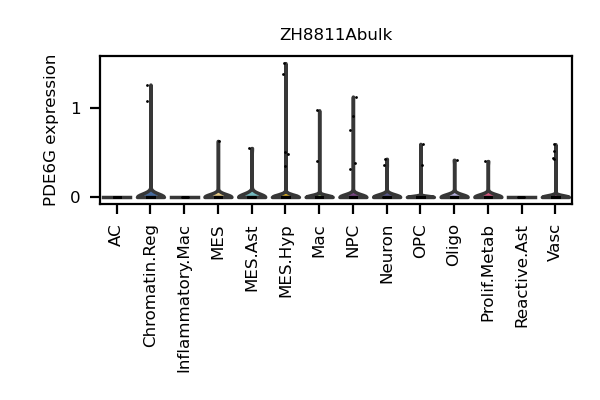 ZH8811Abulk
PDE6G expression
1
0
AC
Chromatin.Reg
Inflammatory.Mac
MES
MES.Ast
MES.Hyp
Mac
NPC
Neuron
OPC
Oligo
Prolif.Metab
Reactive.Ast
Vasc